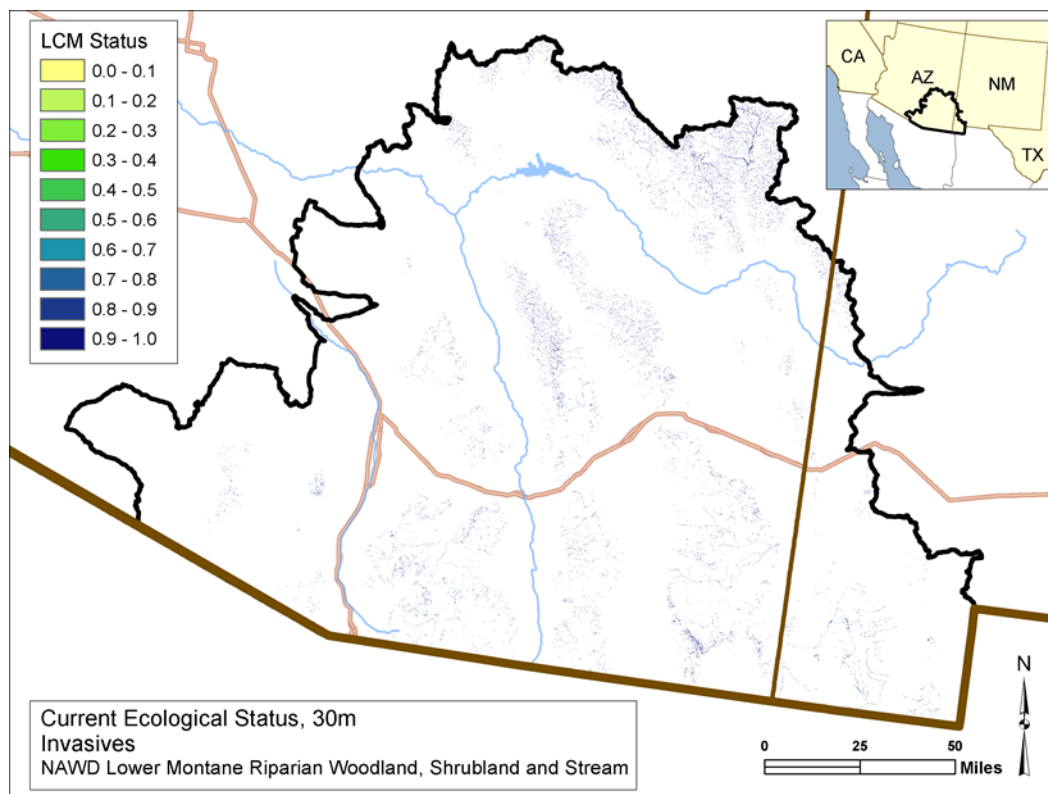 LCM Status
0.0 - 0.1
0.1 - 0.2
0.2 - 0.3
0.3 - 0.4
0.4 - 0.5
0.5 - 0.6
0.6 - 0.7
0.7 - 0.8
0.8 - 0.9
0.9 - 1.0
CA
AZ
NM
TX
Current Ecological Status, 30m
Invasives
NAWD Lower Montane Riparian Woodland, Shrubland and Stream
N
0 25 50
Miles